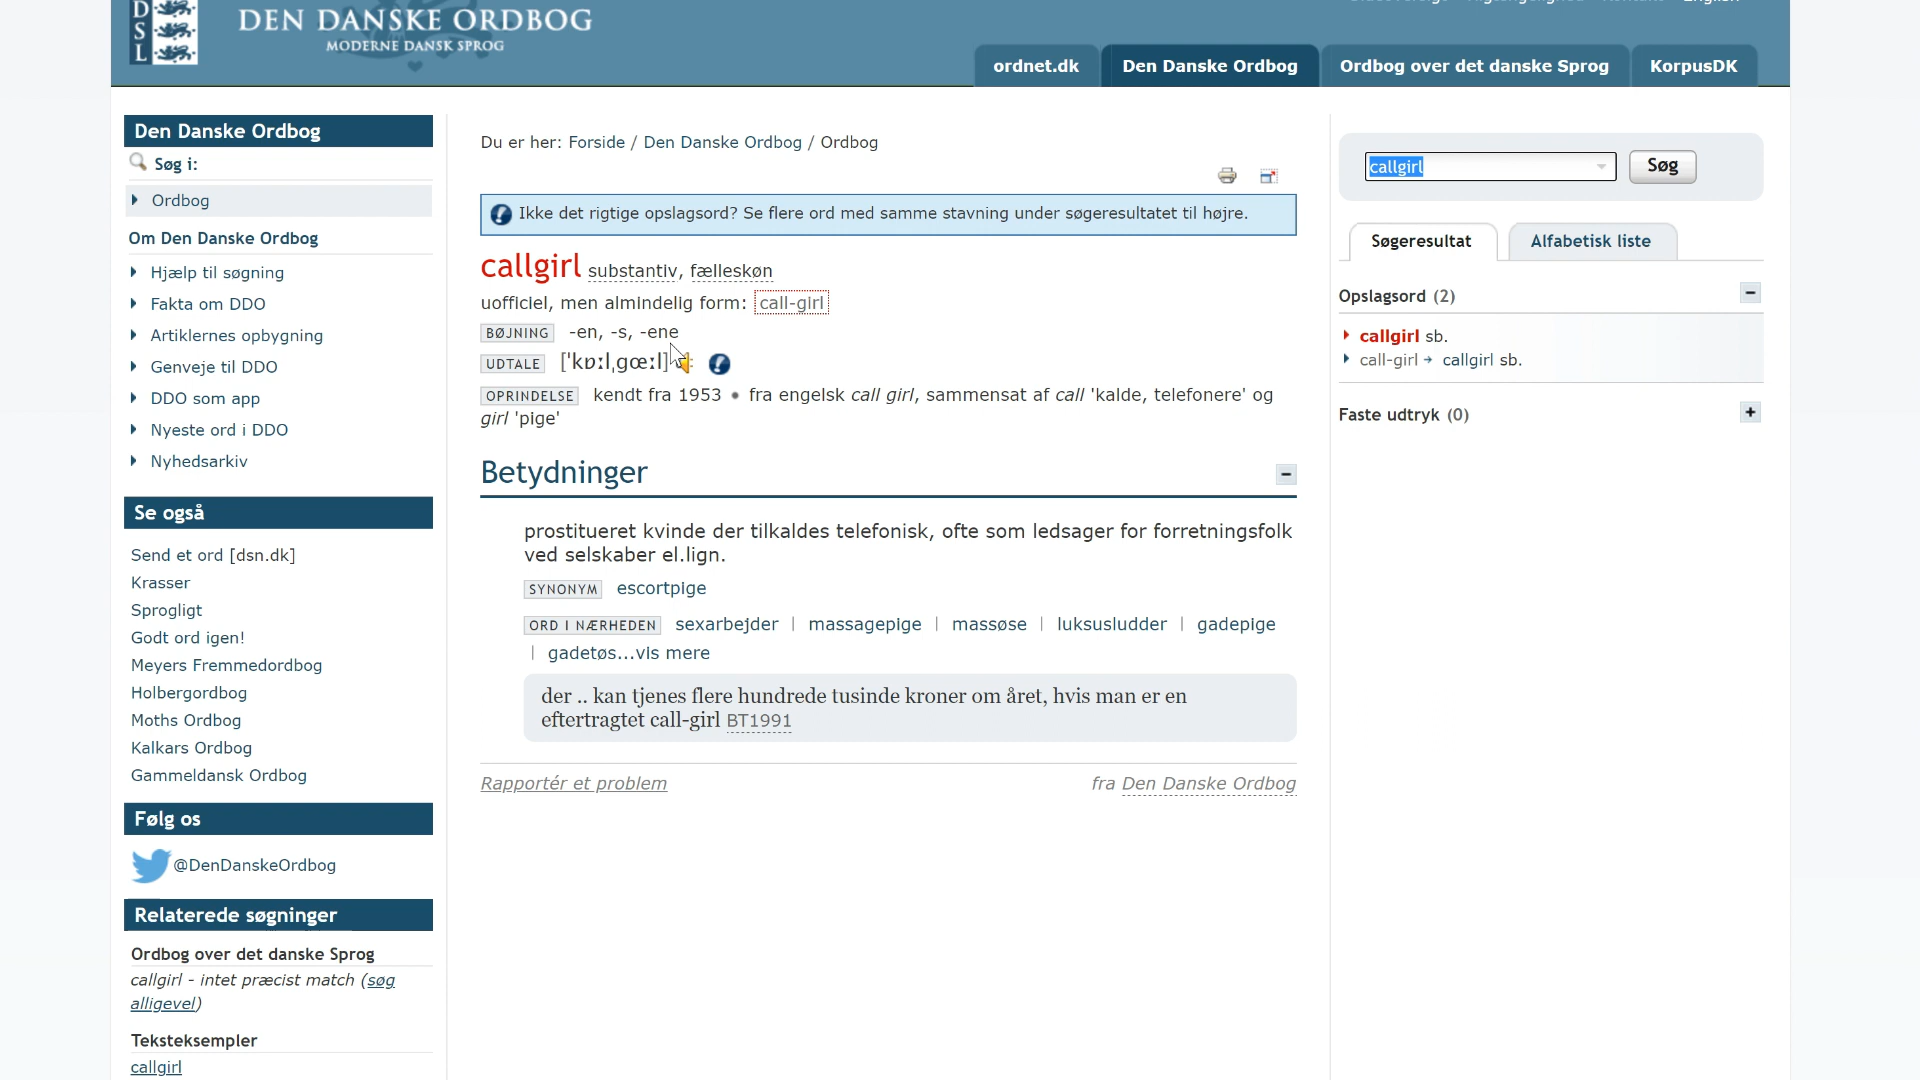 DSL
DEN DANSKE ORDBOG
MODERNE DANSK SPROG
English
ordnet.dk
Den Danske Ordbog
Ordbog over det danske Sprog
KorpusDK
Den Danske Ordbog
Søg i:
Ordbog
Om Den Danske Ordbog
Hjælp til søgning
Fakta om DDO
Artiklernes opbygning
Genveje til DDO
DDO som app
Nyeste ord i DDO
Nyhedsarkiv
Se også
Send et ord [dsn.dk]
Krasser
Sprogligt
Godt ord igen!
Meyers Fremmedordbog
Holbergordbog
Moths Ordbog
Kalkars Ordbog
Gammeldansk Ordbog
Følg os
@DenDanskeOrdbog
Relaterede søgninger
Ordbog over det danske Sprog
callgirl - intet præcist match (søg
alligevel)
Teksteksempler
callgirl
Du er her: Forside / Den Danske Ordbog / Ordbog
Ikke det rigtige opslagsord? Se flere ord med samme stavning under søgeresultatet til højre.
callgirl substantiv, fælleskøn
uofficiel, men almindelig form: call-girl
BØJNING -en, -s, -ene
UDTALE [ˈkɒːlˌɡœːl]
OPRINDELSE kendt fra 1953 • fra engelsk call girl, sammensat af call 'kalde, telefonere' og
girl 'pige'
Betydninger
prostitueret kvinde der tilkaldes telefonisk, ofte som ledsager for forretningsfolk
ved selskaber el.lign.
SYNONYM escortpige
ORD I NÆRHEDEN sexarbejder | massagepige | massøse | luksusludder | gadepige
| gadetøs...vis mere
der .. kan tjenes flere hundrede tusinde kroner om året, hvis man er en
eftertragtet call-girl BT1991
Rapportér et problem
fra Den Danske Ordbog
callgirl
Søg
Søgeresultat
Alfabetisk liste
Opslagsord (2)
callgirl sb.
call-girl → callgirl sb.
Faste udtryk (0)